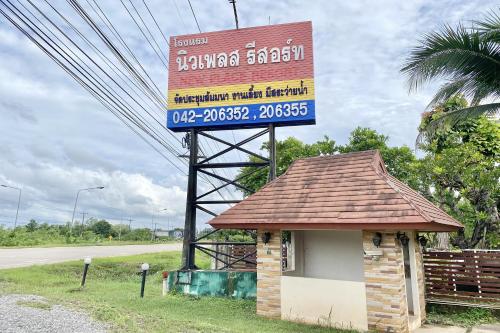 โรงแรม
นิวเพลส รีสอร์ท
จัดประชุมสัมมนา งานเลี้ยง มีสระว่ายน้ำ
042-206352 , 206355